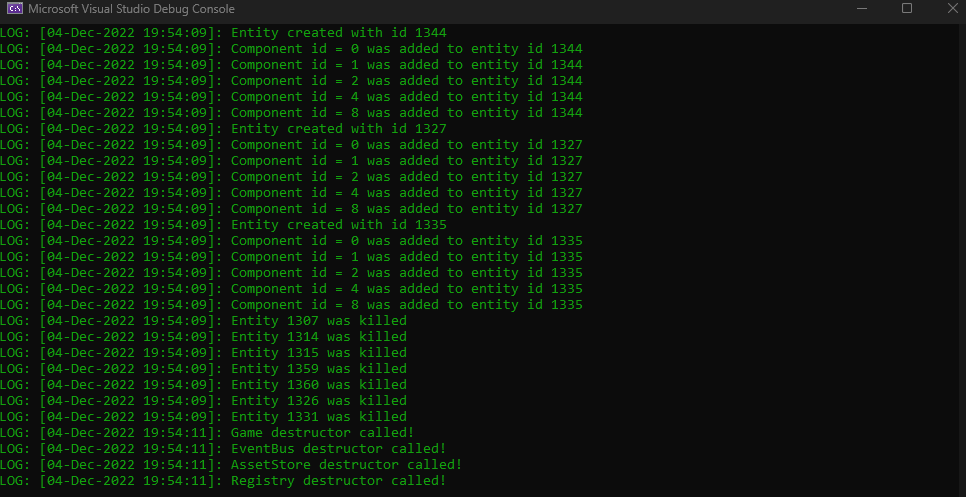 Microsoft Visual Studio Debug Console
LOG: [04-Dec-2022 19:54:09]: Entity created with id 1344
LOG: [04-Dec-2022 19:54:09]: Component id = 0 was added to entity id 1344
LOG: [04-Dec-2022 19:54:09]: Component id = 1 was added to entity id 1344
LOG: [04-Dec-2022 19:54:09]: Component id = 2 was added to entity id 1344
LOG: [04-Dec-2022 19:54:09]: Component id = 4 was added to entity id 1344
LOG: [04-Dec-2022 19:54:09]: Component id = 8 was added to entity id 1344
LOG: [04-Dec-2022 19:54:09]: Entity created with id 1327
LOG: [04-Dec-2022 19:54:09]: Component id = 0 was added to entity id 1327
LOG: [04-Dec-2022 19:54:09]: Component id = 1 was added to entity id 1327
LOG: [04-Dec-2022 19:54:09]: Component id = 2 was added to entity id 1327
LOG: [04-Dec-2022 19:54:09]: Component id = 4 was added to entity id 1327
LOG: [04-Dec-2022 19:54:09]: Component id = 8 was added to entity id 1327
LOG: [04-Dec-2022 19:54:09]: Entity created with id 1335
LOG: [04-Dec-2022 19:54:09]: Component id = 0 was added to entity id 1335
LOG: [04-Dec-2022 19:54:09]: Component id = 1 was added to entity id 1335
LOG: [04-Dec-2022 19:54:09]: Component id = 2 was added to entity id 1335
LOG: [04-Dec-2022 19:54:09]: Component id = 4 was added to entity id 1335
LOG: [04-Dec-2022 19:54:09]: Component id = 8 was added to entity id 1335
LOG: [04-Dec-2022 19:54:09]: Entity 1307 was killed
LOG: [04-Dec-2022 19:54:09]: Entity 1314 was killed
LOG: [04-Dec-2022 19:54:09]: Entity 1315 was killed
LOG: [04-Dec-2022 19:54:09]: Entity 1359 was killed
LOG: [04-Dec-2022 19:54:09]: Entity 1360 was killed
LOG: [04-Dec-2022 19:54:09]: Entity 1326 was killed
LOG: [04-Dec-2022 19:54:09]: Entity 1331 was killed
LOG: [04-Dec-2022 19:54:11]: Game destructor called!
LOG: [04-Dec-2022 19:54:11]: EventBus destructor called!
LOG: [04-Dec-2022 19:54:11]: AssetStore destructor called!
LOG: [04-Dec-2022 19:54:11]: Registry destructor called!